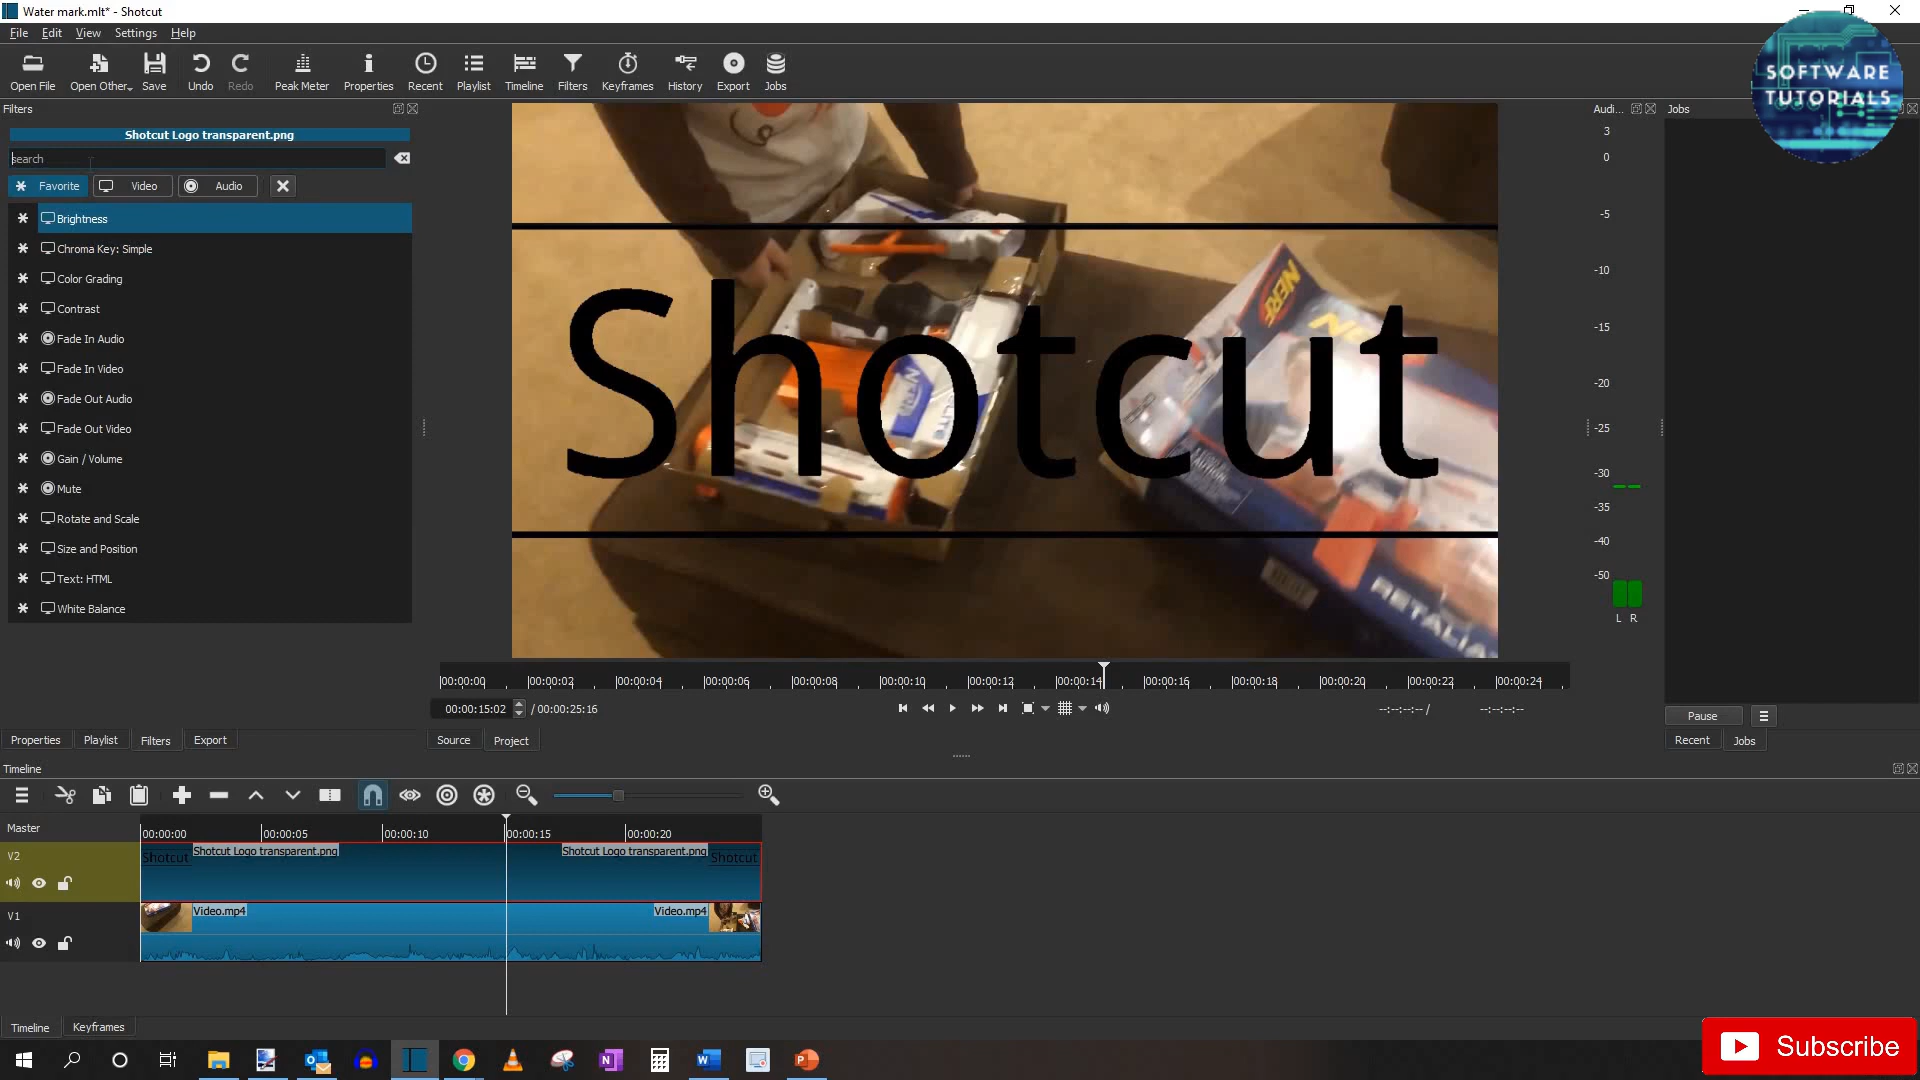 Water mark.mlt* - Shotcut
File Edit View Settings Help
Open File Open Other Save Undo Redo Peak Meter Properties Recent Playlist Timeline Filters Keyframes History Export Jobs
SOFTWARE
TUTORIALS
Filters
Audi...
Jobs
Shotcut Logo transparent.png
search
Favorite Video Audio
Brightness
Chroma Key: Simple
Color Grading
Contrast
Fade In Audio
Fade In Video
Fade Out Audio
Fade Out Video
Gain / Volume
Mute
Rotate and Scale
Size and Position
Text: HTML
White Balance
Shotcut
NERF
RETALIA
3
0
-5
-10
-15
-20
-25
-30
-35
-40
-50
L R
00:00:00 00:00:02 00:00:04 00:00:06 00:00:08 00:00:10 00:00:12 00:00:14 00:00:16 00:00:18 00:00:20 00:00:22 00:00:24
00:00:15:02 / 00:00:25:16
--:--:--:-- / --:--:--:--
Pause
Properties Playlist Filters Export
Source Project
Recent Jobs
Timeline
Master
00:00:00 00:00:05 00:00:10 00:00:15 00:00:20
V2
Shotcut Shotcut Logo transparent.png Shotcut Logo transparent.png Shotcut
V1
Video.mp4 Video.mp4
Timeline Keyframes
Subscribe